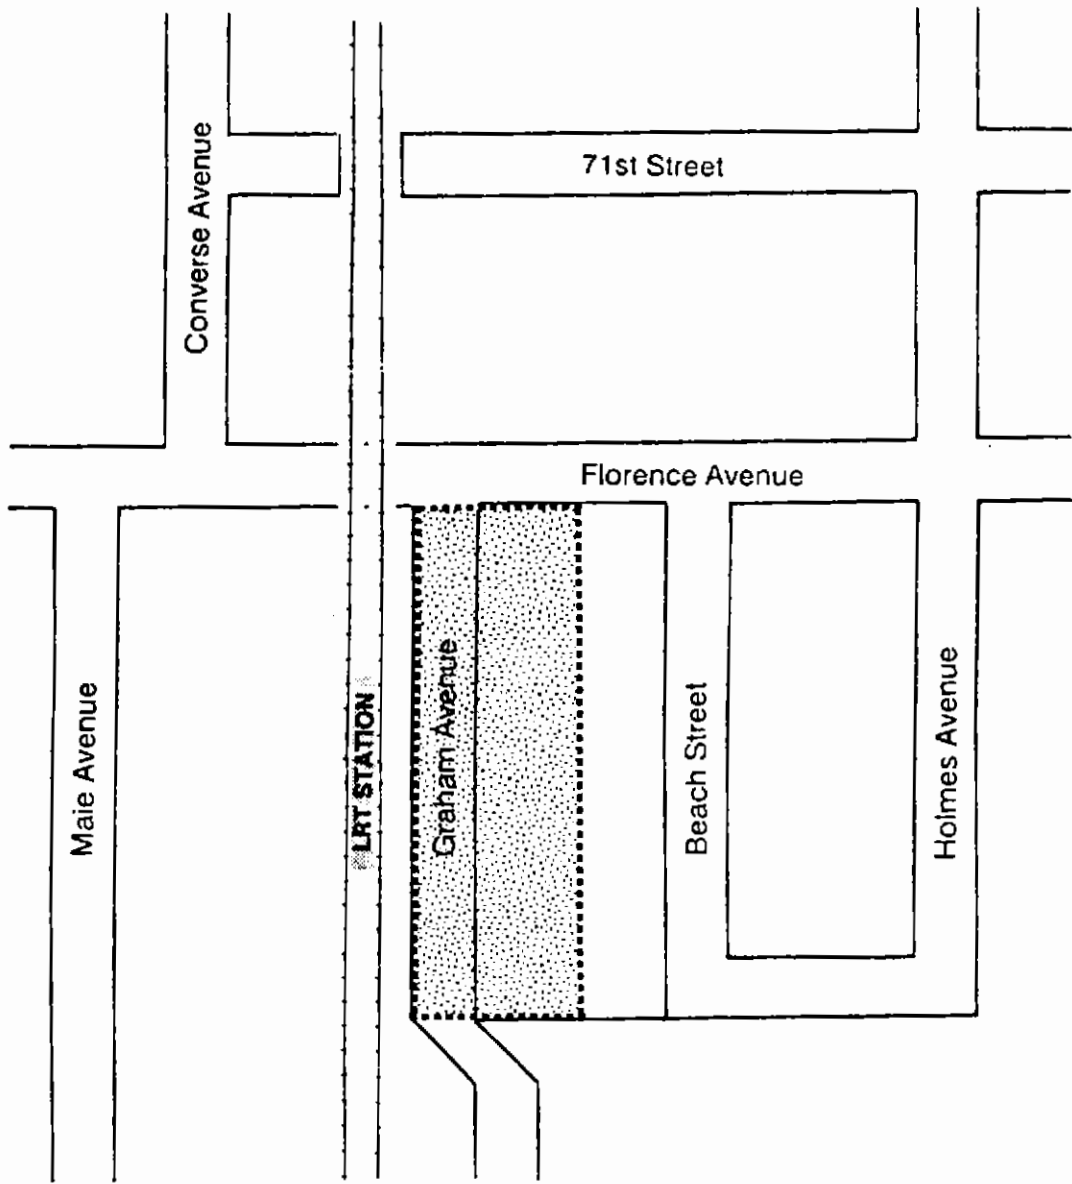 71st Street
Converse Avenue
Florence Avenue
Maie Avenue
LRT STATION
Graham Avenue
Beach Street
Holmes Avenue